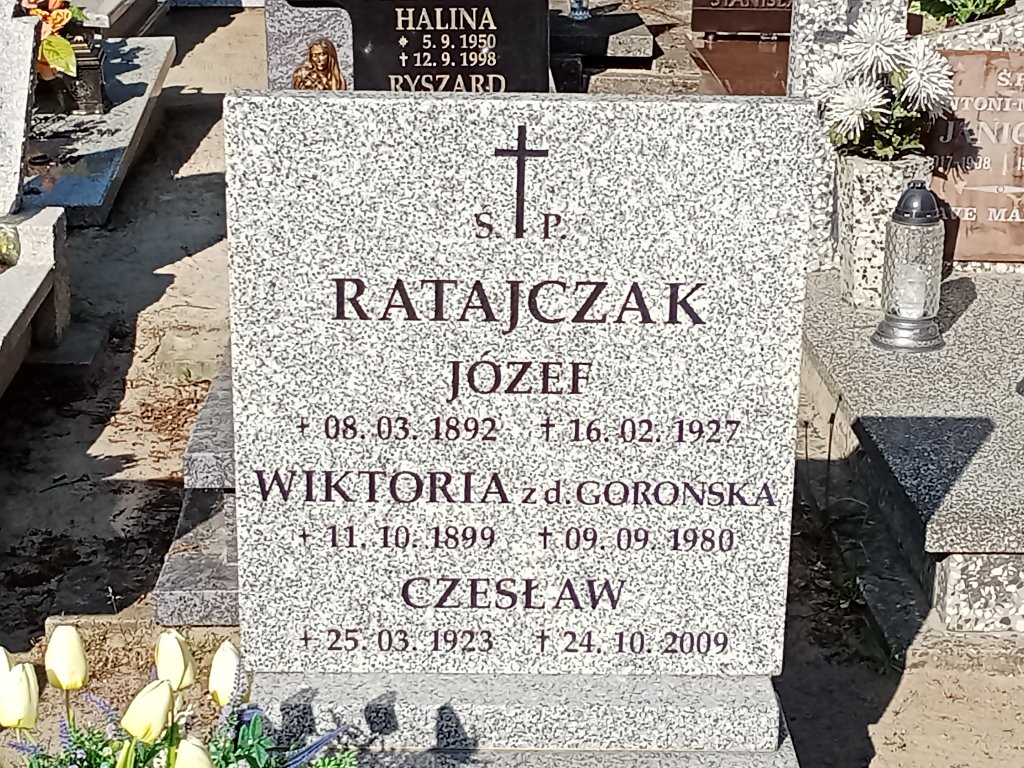 HALINA
* 5. 9. 1950
† 12. 9. 1998
RYSZARD
Ś. P.
RATAJCZAK
JÓZEF
+ 08. 03. 1892 † 16. 02. 1927
WIKTORIA z d. GORONSKA
+ 11. 10. 1899 † 09. 09. 1980
CZESŁAW
+ 25. 03. 1923 † 24. 10. 2009